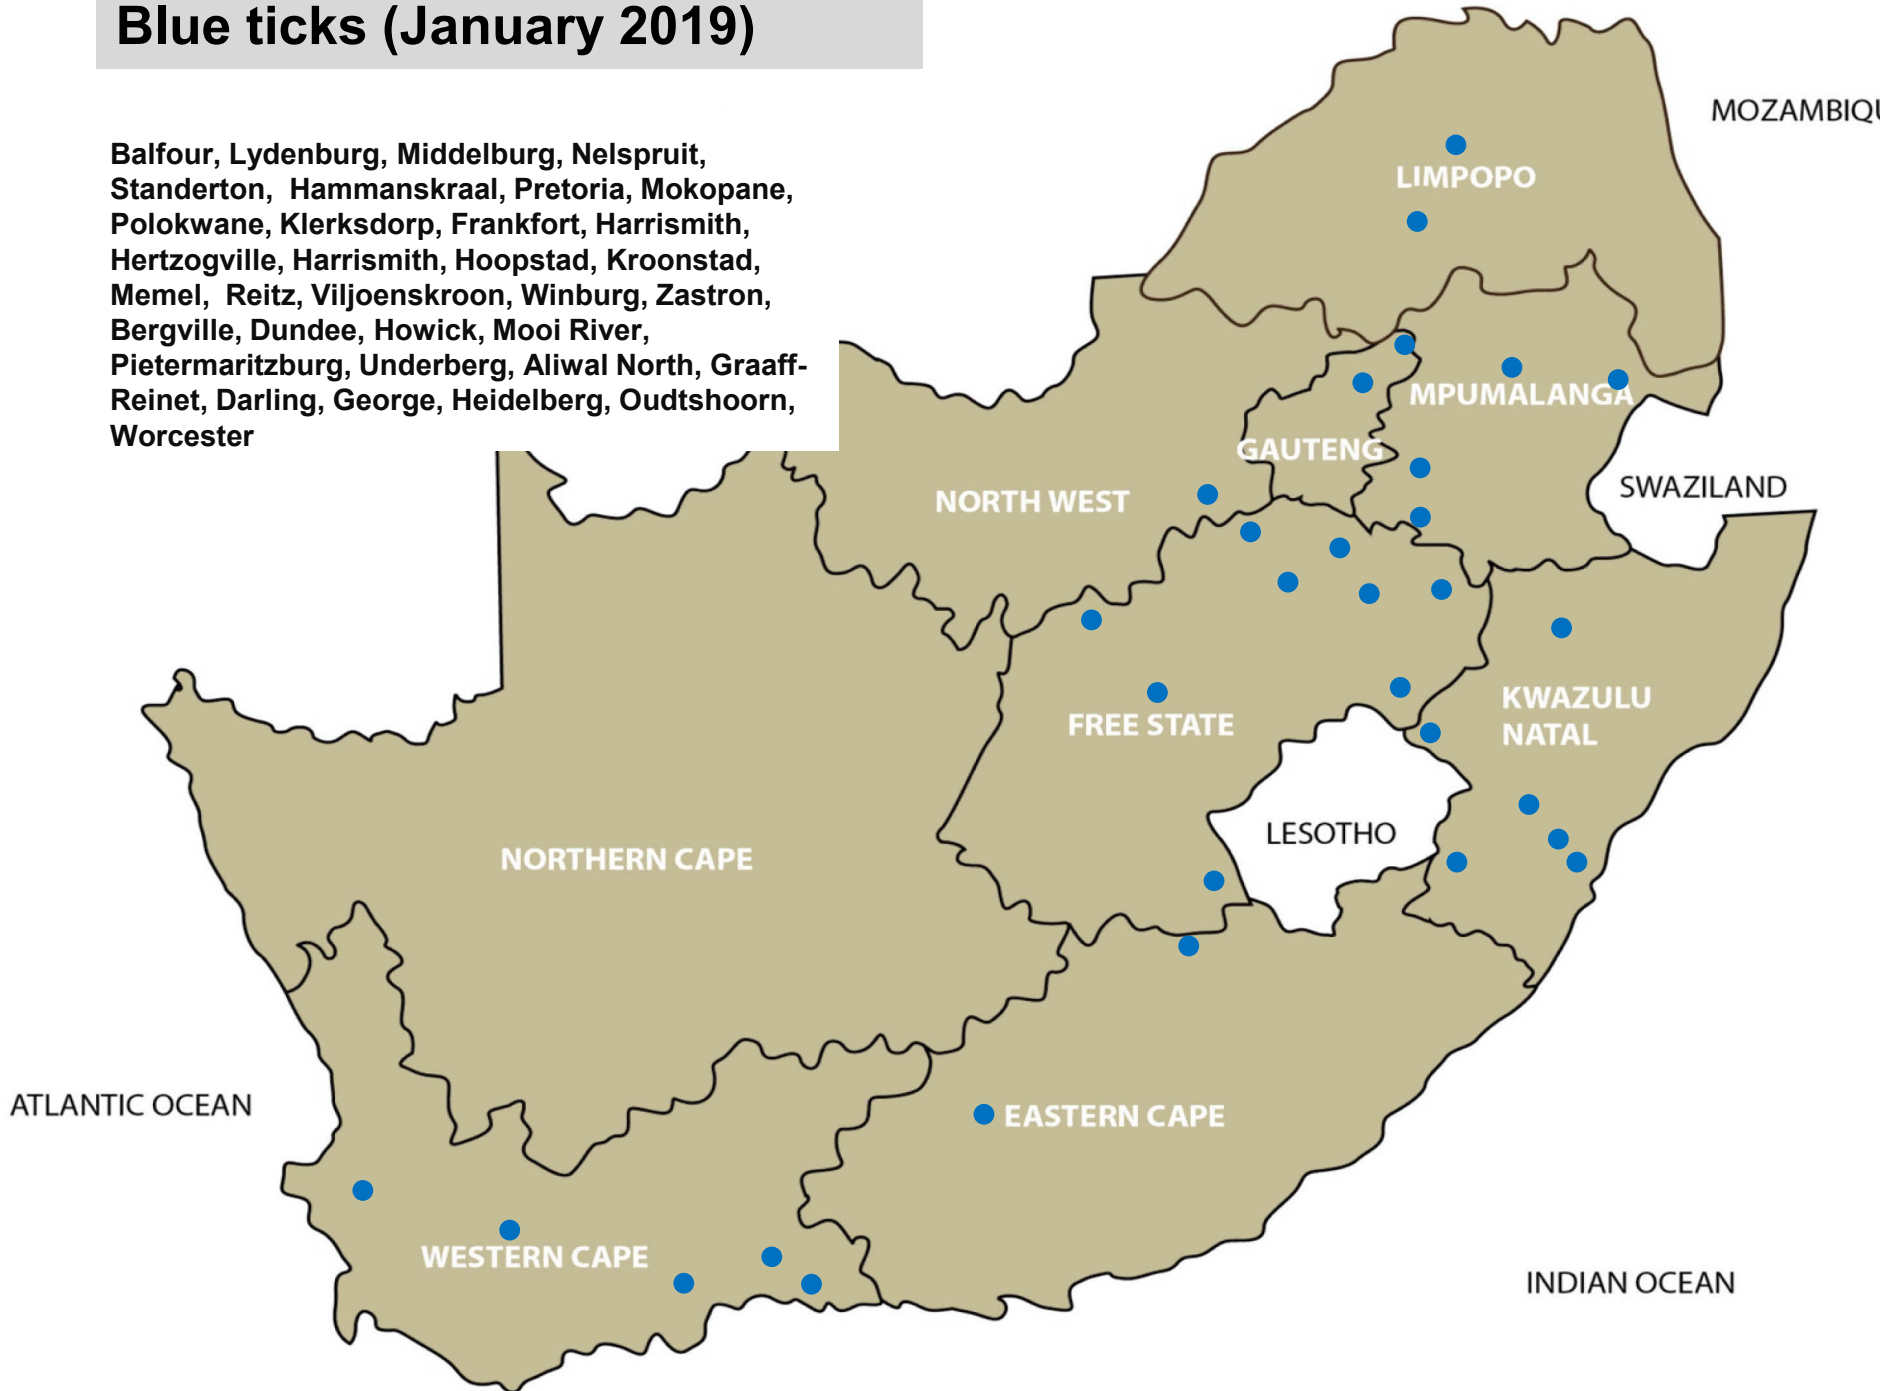 Blue ticks (January 2019)
Balfour, Lydenburg, Middelburg, Nelspruit,
Standerton, Hammanskraal, Pretoria, Mokopane,
Polokwane, Klerksdorp, Frankfort, Harrismith,
Hertzogville, Harrismith, Hoopstad, Kroonstad,
Memel, Reitz, Viljoenskroon, Winburg, Zastron,
Bergville, Dundee, Howick, Mooi River,
Pietermaritzburg, Underberg, Aliwal North, Graaff-
Reinet, Darling, George, Heidelberg, Oudtshoorn,
Worcester
MOZAMBIQU
LIMPOPO
MPUMALANGA
GAUTENG
SWAZILAND
NORTH WEST
KWAZULU
NATAL
FREE STATE
LESOTHO
NORTHERN CAPE
ATLANTIC OCEAN
EASTERN CAPE
WESTERN CAPE
INDIAN OCEAN